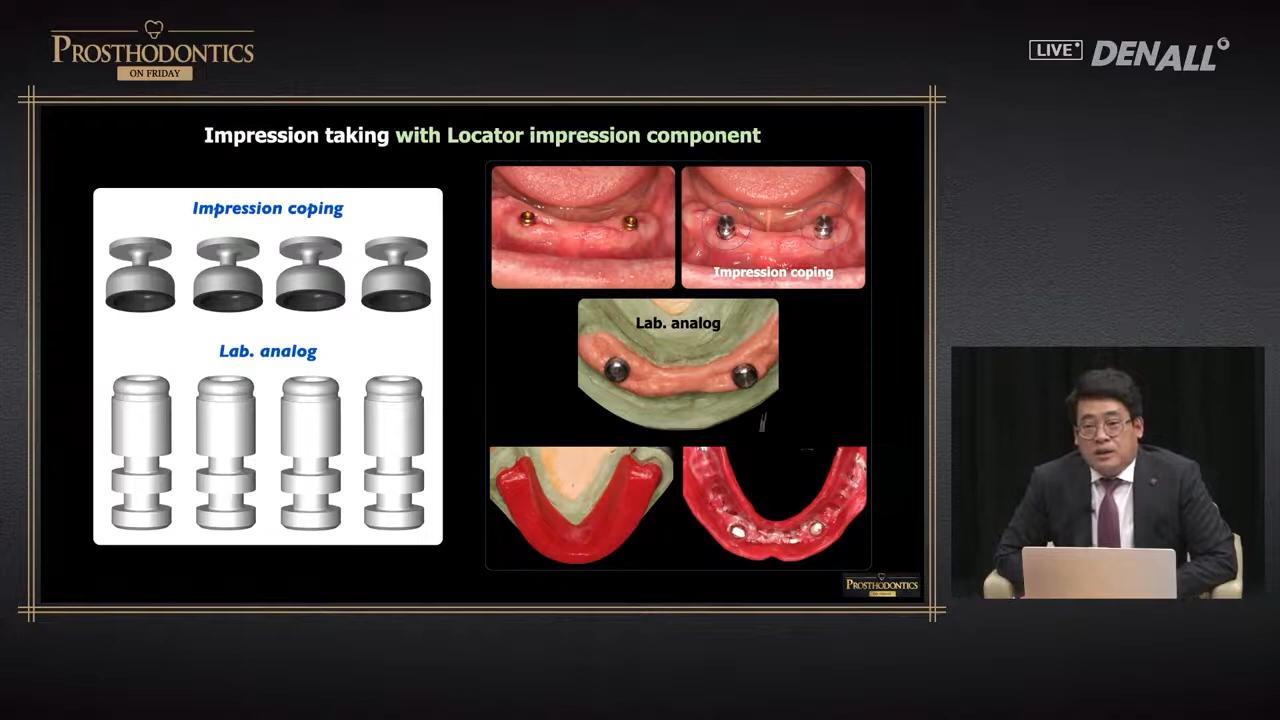 PROSTHODONTICS
ON FRIDAY
LIVE
DENALL
Impression taking with Locator impression component
Impression coping
Lab. analog
Impression coping
Lab. analog
PROSTHODONTICS